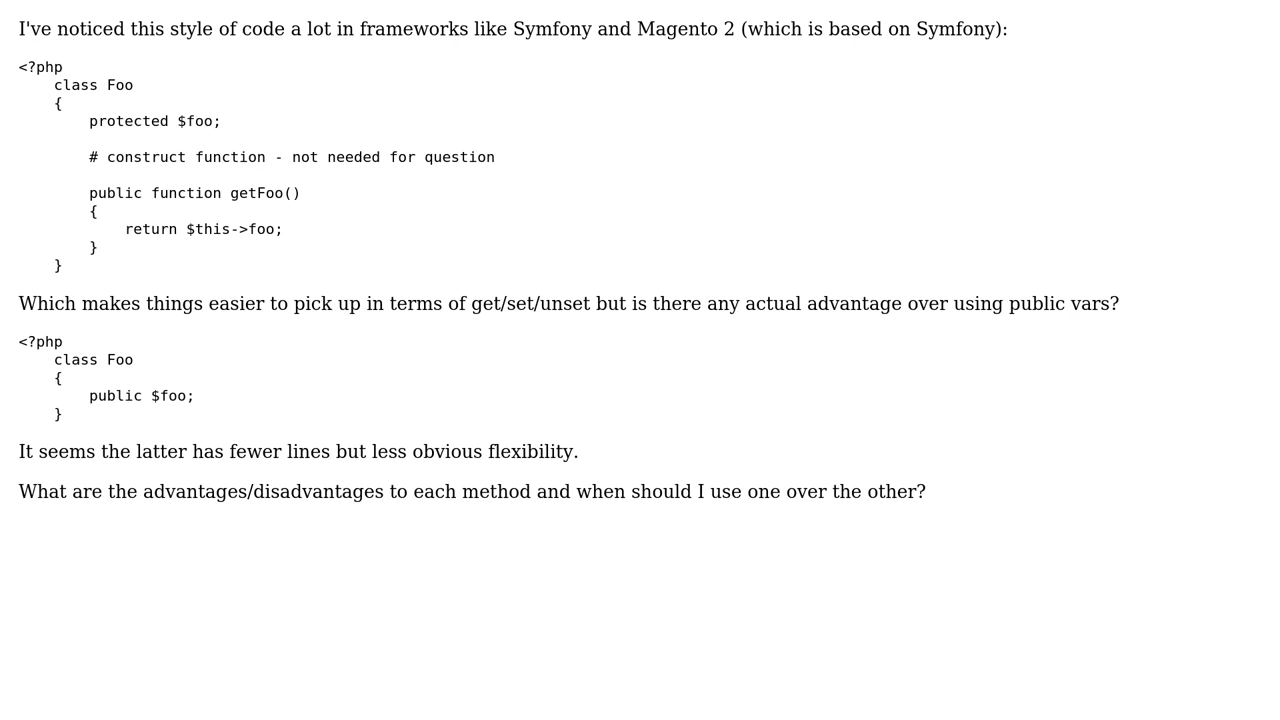 I've noticed this style of code a lot in frameworks like Symfony and Magento 2 (which is based on Symfony):
<?php
    class Foo
    {
        protected $foo;

        # construct function - not needed for question

        public function getFoo()
        {
            return $this->foo;
        }
    }
Which makes things easier to pick up in terms of get/set/unset but is there any actual advantage over using public vars?
<?php
    class Foo
    {
        public $foo;
    }
It seems the latter has fewer lines but less obvious flexibility.
What are the advantages/disadvantages to each method and when should I use one over the other?